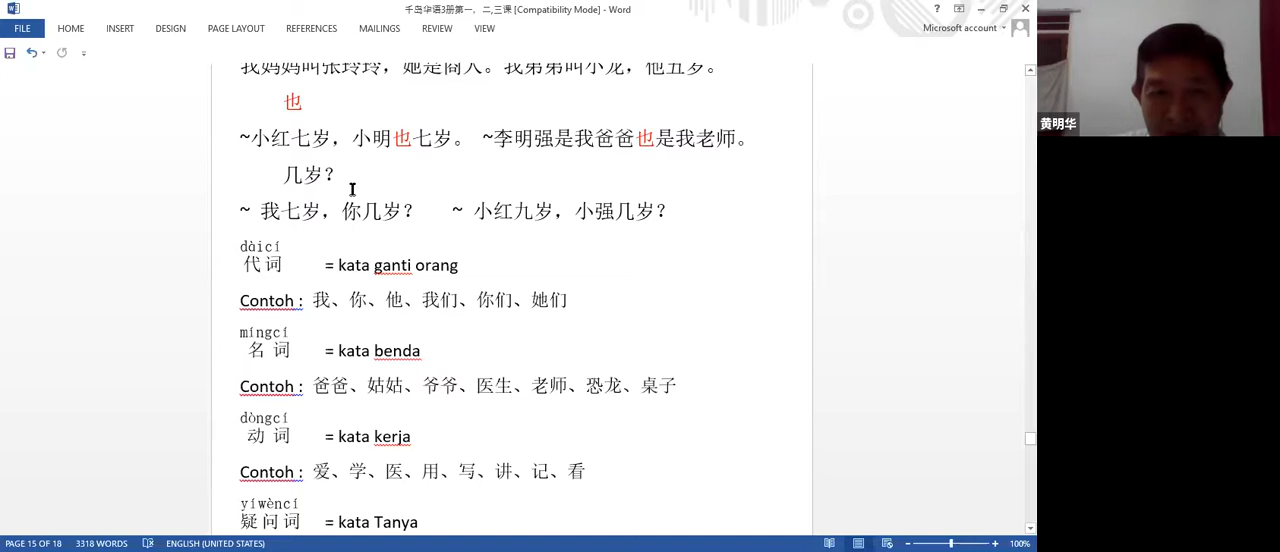 千岛华语3册第一，二,三课 [Compatibility Mode] - Word
FILE HOME INSERT DESIGN PAGE LAYOUT REFERENCES MAILINGS REVIEW VIEW
Microsoft account
我妈妈叫张玲玲，她是商人。我弟弟叫小龙，他五岁。
也
~小红七岁，小明也七岁。 ~李明强是我爸爸也是我老师。
几岁？
~ 我七岁，你几岁？ ~ 小红九岁，小强几岁？
dàicí
代词 = kata ganti orang
Contoh : 我、你、他、我们、你们、她们
míngcí
名词 = kata benda
Contoh : 爸爸、姑姑、爷爷、医生、老师、恐龙、桌子
dòngcí
动词 = kata kerja
Contoh : 爱、学、医、用、写、讲、记、看
yíwèncí
疑问词 = kata Tanya
PAGE 15 OF 18 3318 WORDS ENGLISH (UNITED STATES) 100%
黄明华